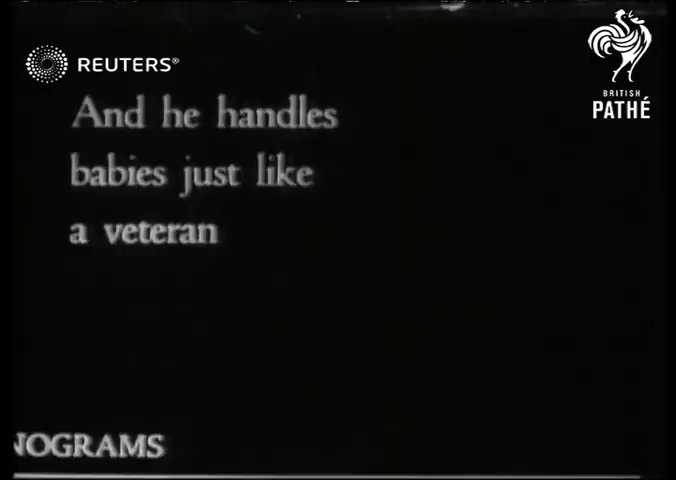 REUTERS®
BRITISH
PATHÉ
And he handles
babies just like
a veteran
NOGRAMS